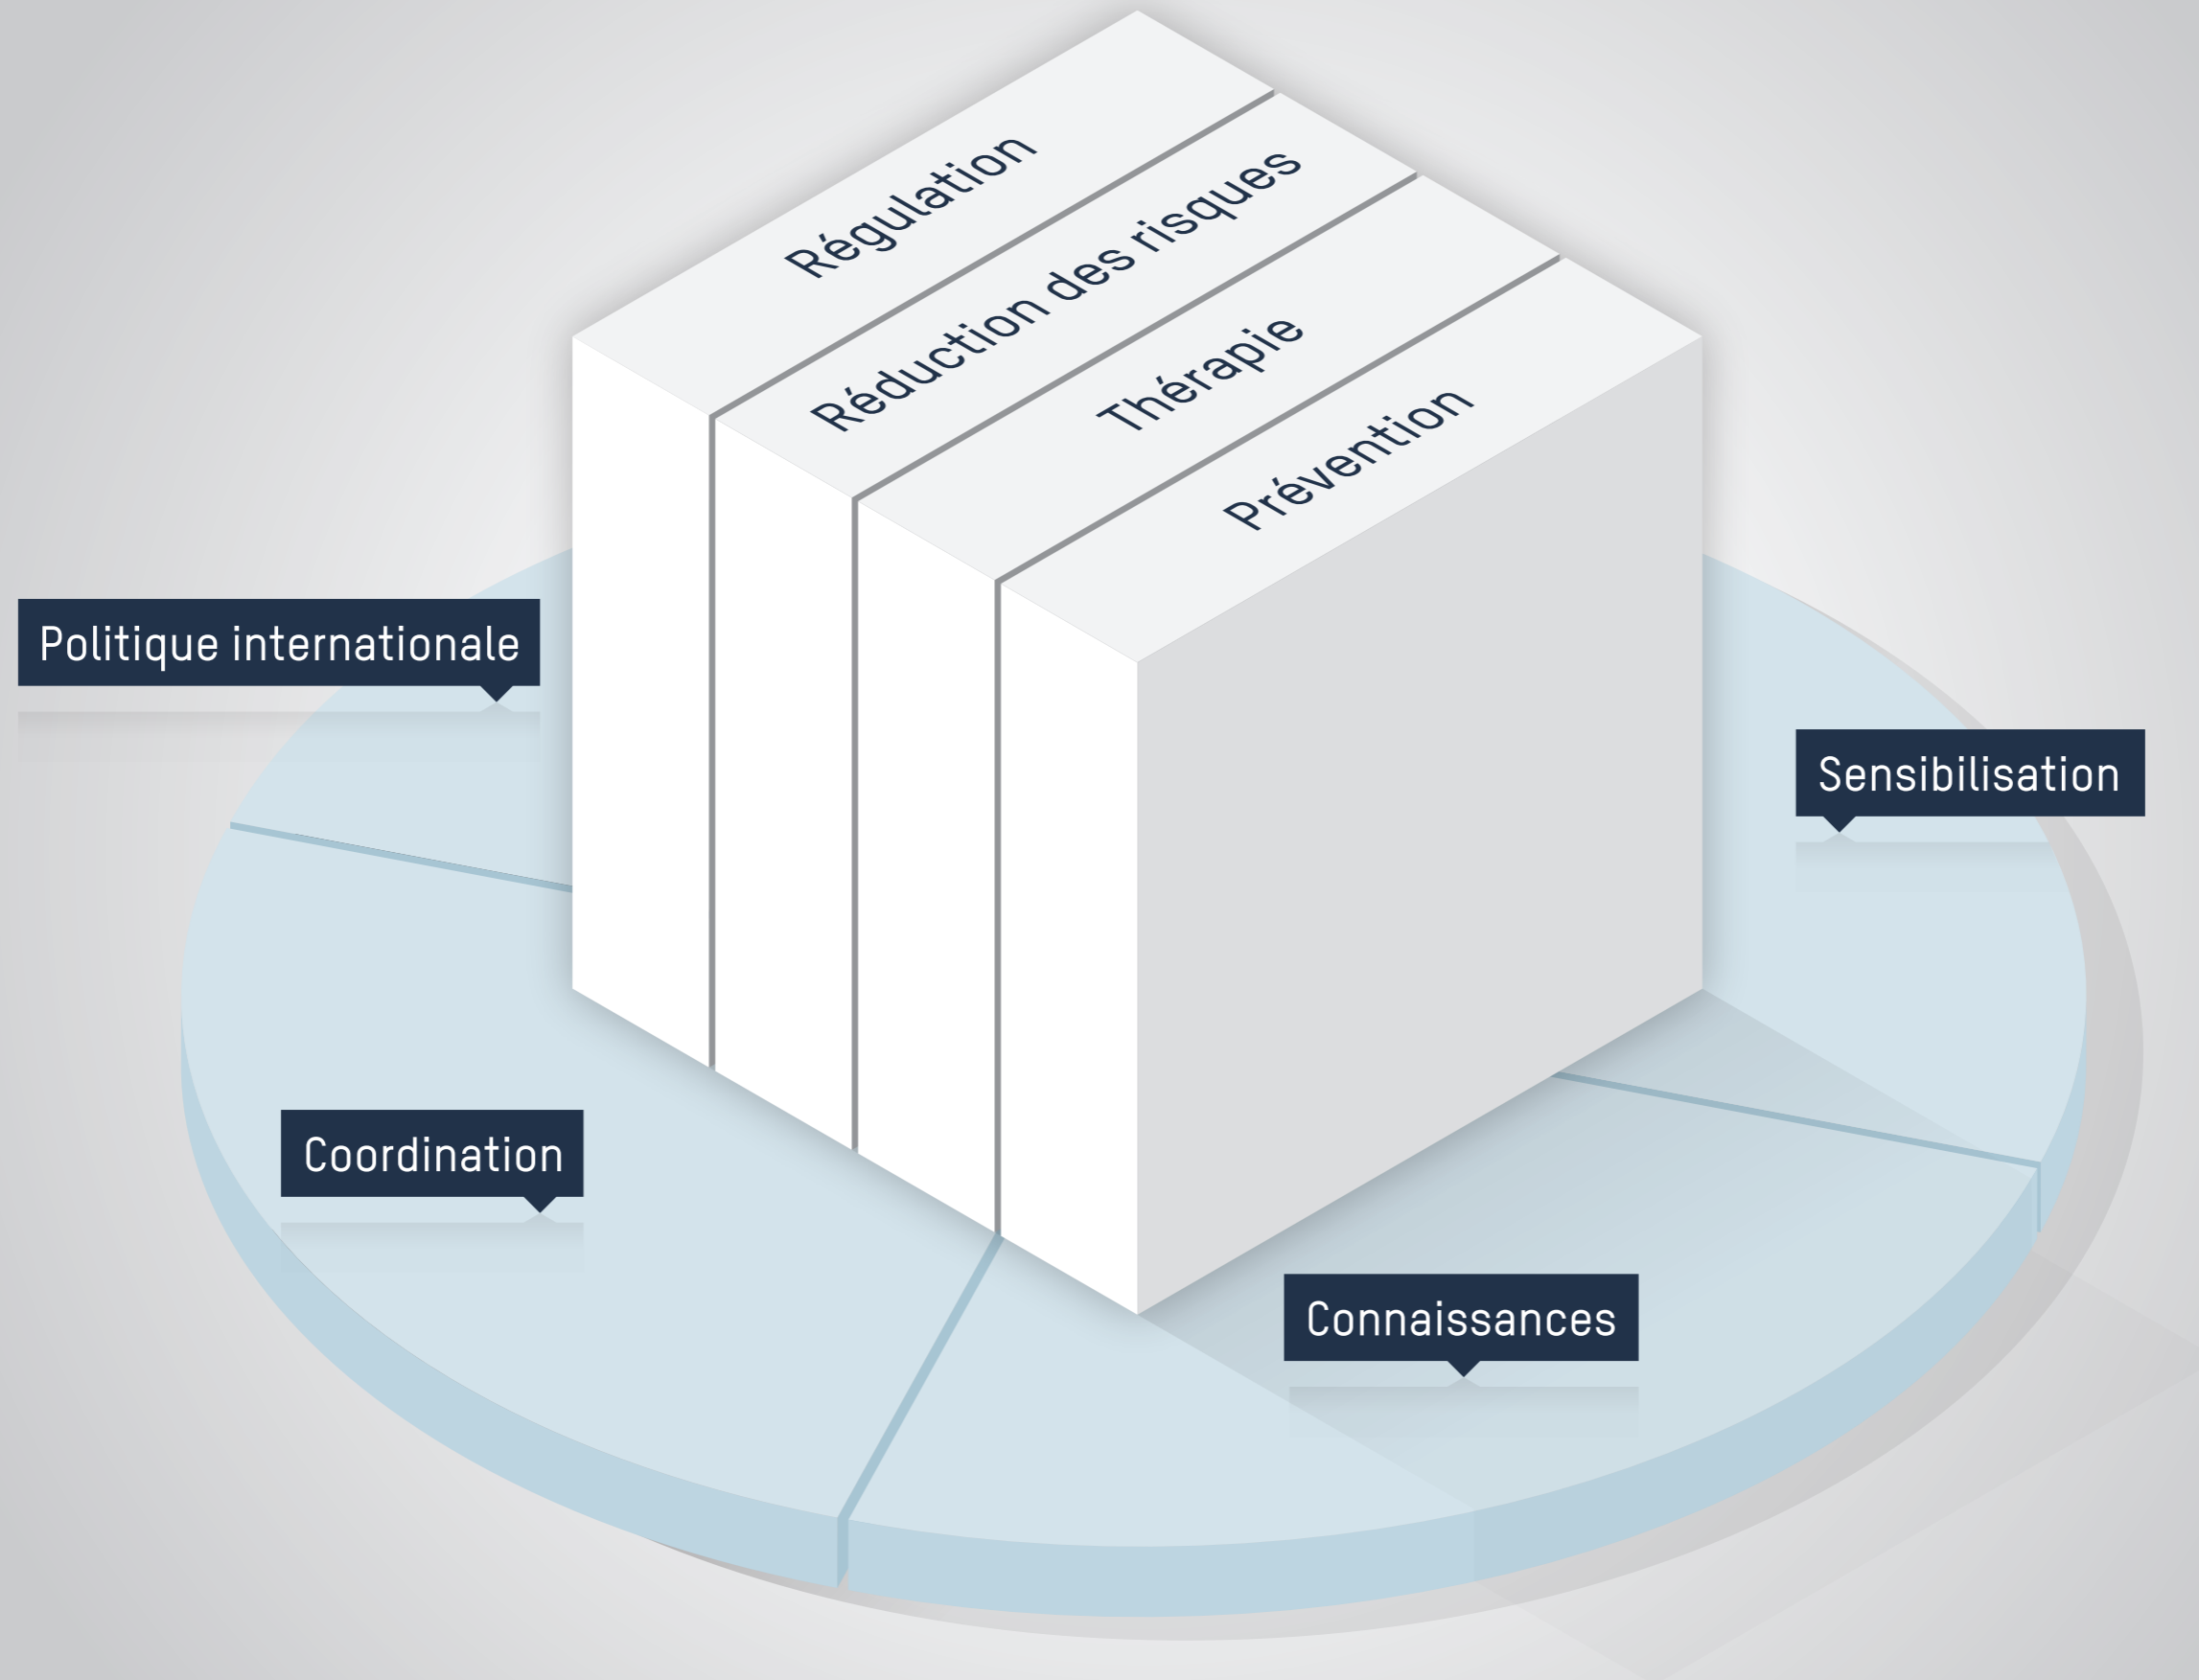 Régulation
Réduction des risques
Thérapie
Prévention
Politique internationale
Sensibilisation
Coordination
Connaissances